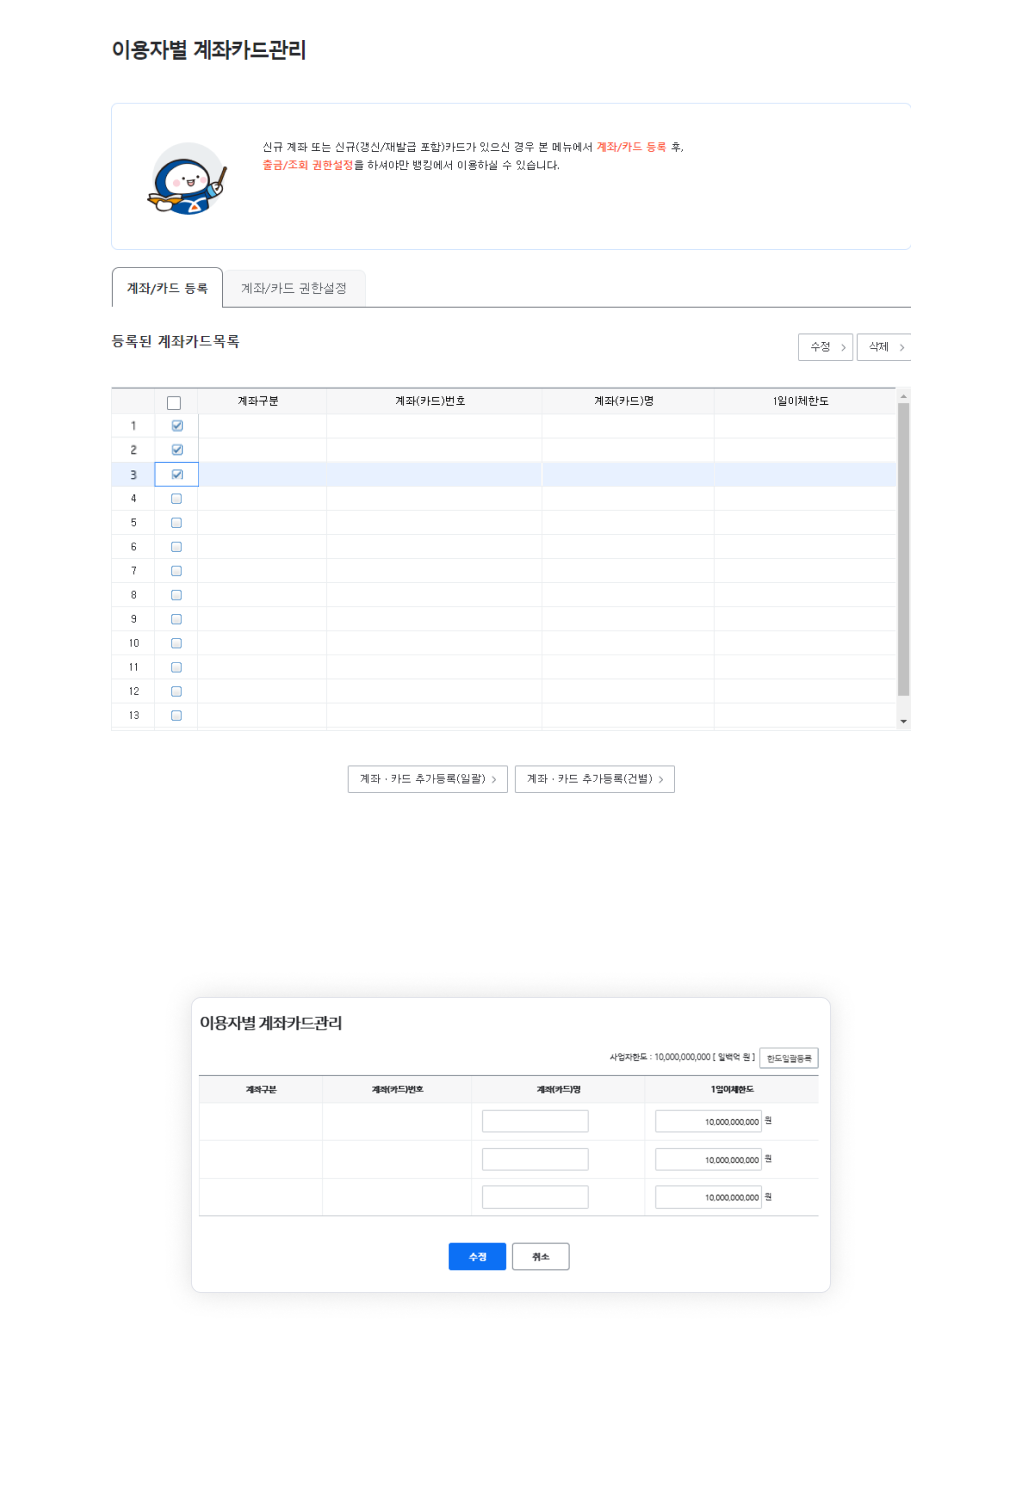 이용자별 계좌카드관리
신규 계좌 또는 신규(갱신/재발급 포함)카드가 있으신 경우 본 메뉴에서 계좌/카드 등록 후,
출금/조회 권한설정을 하셔야만 뱅킹에서 이용하실 수 있습니다.
계좌/카드 등록 계좌/카드 권한설정
등록된 계좌카드목록
수정 삭제
계좌구분 계좌(카드)번호 계좌(카드)명 1일이체한도
1
2
3
4
5
6
7
8
9
10
11
12
13
계좌·카드 추가등록(일괄) 계좌·카드 추가등록(건별)
이용자별 계좌카드관리
사업자한도 : 10,000,000,000 [ 일백억 원 ] 한도일괄등록
계좌구분 계좌(카드)번호 계좌(카드)명 1일이체한도
10,000,000,000 원
10,000,000,000 원
10,000,000,000 원
수정 취소